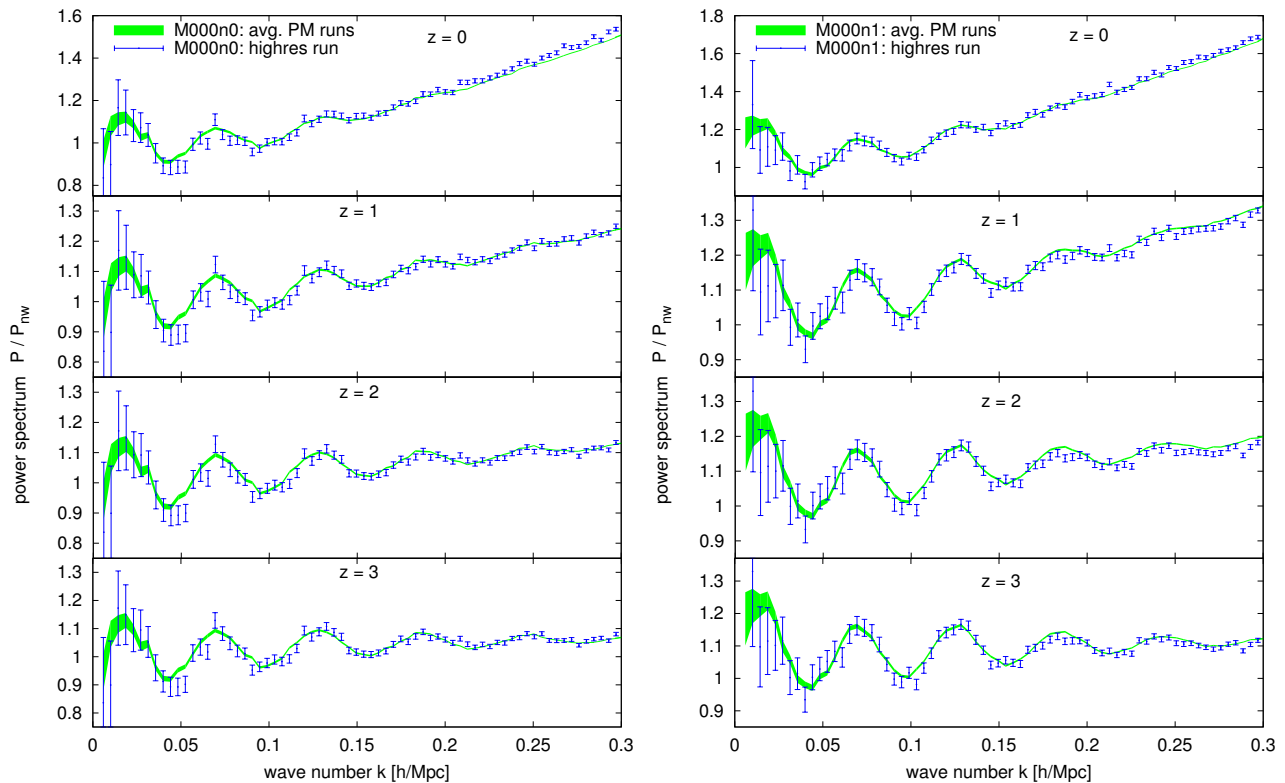 M000n0: avg. PM runs
M000n0: highres run
z = 0
1.6
1.4
1.2
1
0.8
z = 1
1.3
1.2
1.1
1
0.9
0.8
z = 2
1.3
1.2
1.1
1
0.9
0.8
z = 3
1.3
1.2
1.1
1
0.9
0.8
0 0.05 0.1 0.15 0.2 0.25 0.3
wave number k [h/Mpc]
power spectrum P / Pnw
M000n1: avg. PM runs
M000n1: highres run
z = 0
1.8
1.6
1.4
1.2
1
z = 1
1.3
1.2
1.1
1
0.9
z = 2
1.3
1.2
1.1
1
0.9
z = 3
1.3
1.2
1.1
1
0.9
0 0.05 0.1 0.15 0.2 0.25 0.3
wave number k [h/Mpc]
power spectrum P / Pnw